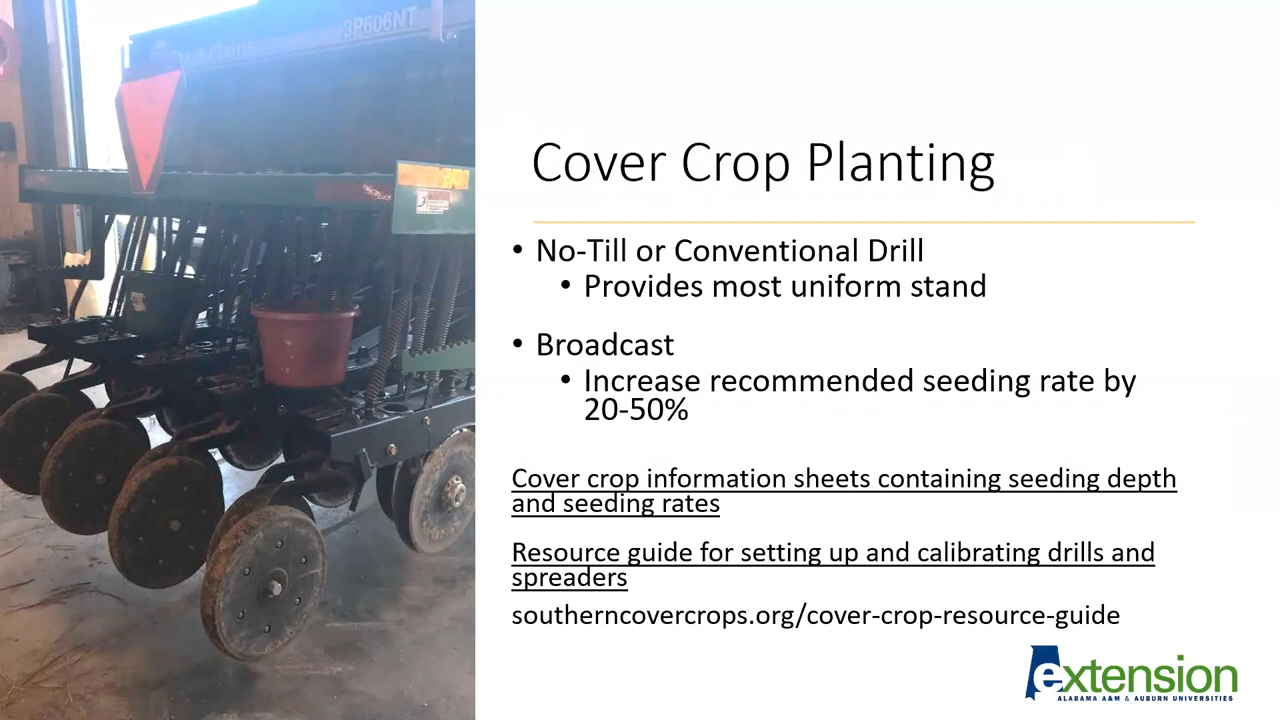 3P606NT
Cover Crop Planting
• No-Till or Conventional Drill
• Provides most uniform stand
• Broadcast
• Increase recommended seeding rate by
20-50%
Cover crop information sheets containing seeding depth
and seeding rates
Resource guide for setting up and calibrating drills and
spreaders
southerncovercrops.org/cover-crop-resource-guide
extension
ALABAMA A&M & AUBURN UNIVERSITIES